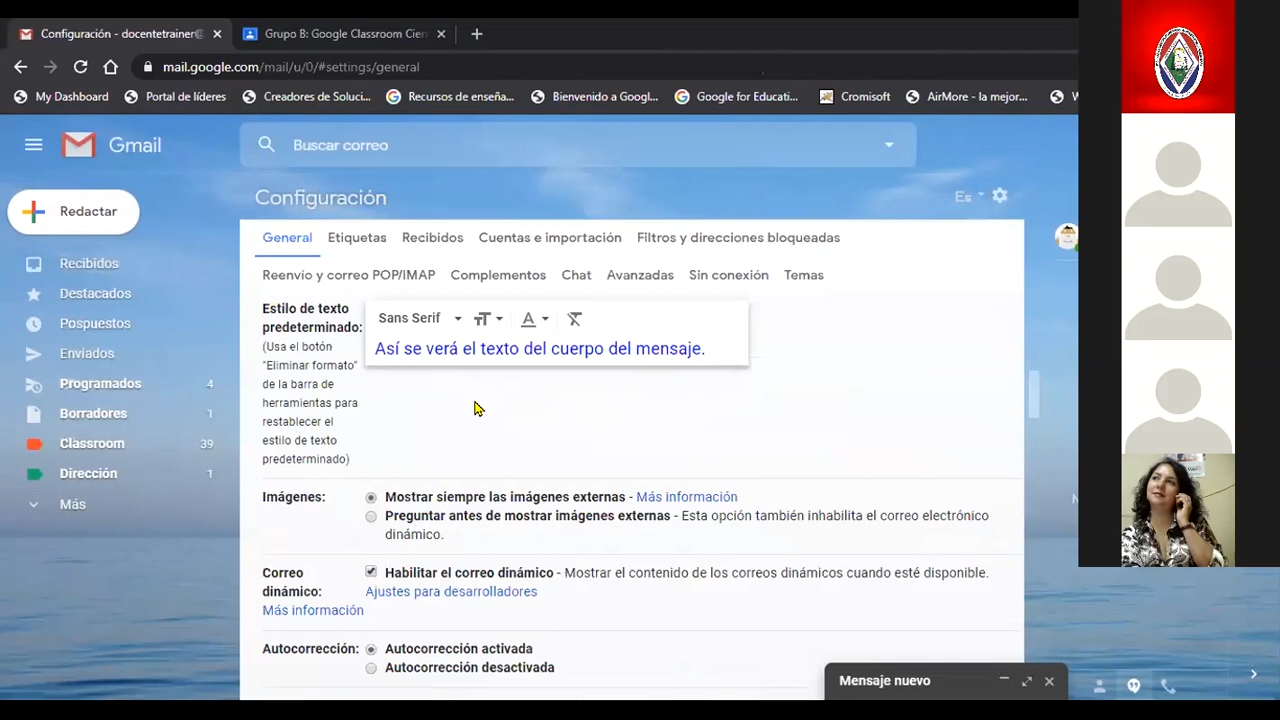 Configuración - docentetrainer@
Grupo B: Google Classroom Cien
mail.google.com/mail/u/0/#settings/general
My Dashboard
Portal de líderes
Creadores de Soluci...
Recursos de enseña...
Bienvenido a Googl...
Google for Educati...
Cromisoft
AirMore - la mejor...
Gmail
Buscar correo
Redactar
Configuración
Es
General
Etiquetas
Recibidos
Cuentas e importación
Filtros y direcciones bloqueadas
Reenvío y correo POP/IMAP
Complementos
Chat
Avanzadas
Sin conexión
Temas
Recibidos
Destacados
Pospuestos
Enviados
Programados 4
Borradores 1
Classroom 39
Dirección 1
Más
Estilo de texto
predeterminado:
(Usa el botón
"Eliminar formato"
de la barra de
herramientas para
restablecer el
estilo de texto
predeterminado)
Sans Serif
Así se verá el texto del cuerpo del mensaje.
Imágenes:
Mostrar siempre las imágenes externas - Más información
Preguntar antes de mostrar imágenes externas - Esta opción también inhabilita el correo electrónico
dinámico.
Correo
dinámico:
Más información
Habilitar el correo dinámico - Mostrar el contenido de los correos dinámicos cuando esté disponible.
Ajustes para desarrolladores
Autocorrección:
Autocorrección activada
Autocorrección desactivada
Mensaje nuevo